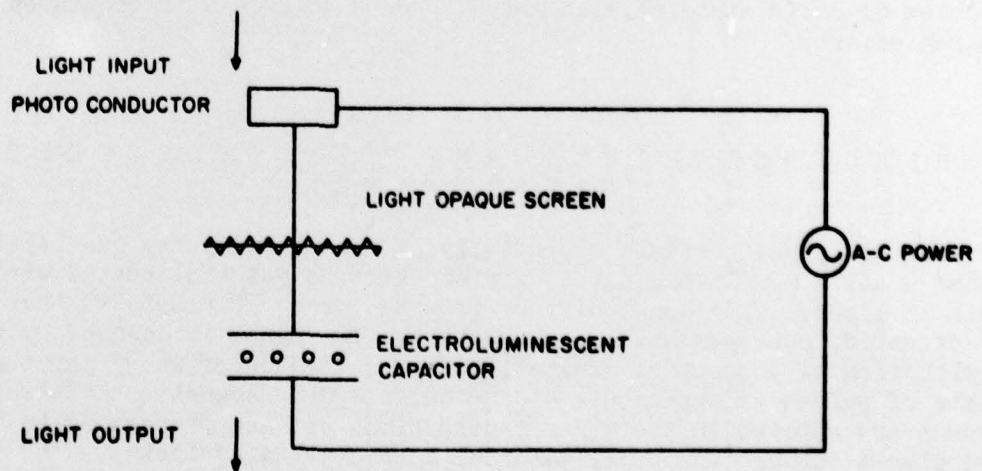 LIGHT INPUT
PHOTO CONDUCTOR
LIGHT OPAQUE SCREEN
A-C POWER
ELECTROLUMINESCENT
CAPACITOR
LIGHT OUTPUT